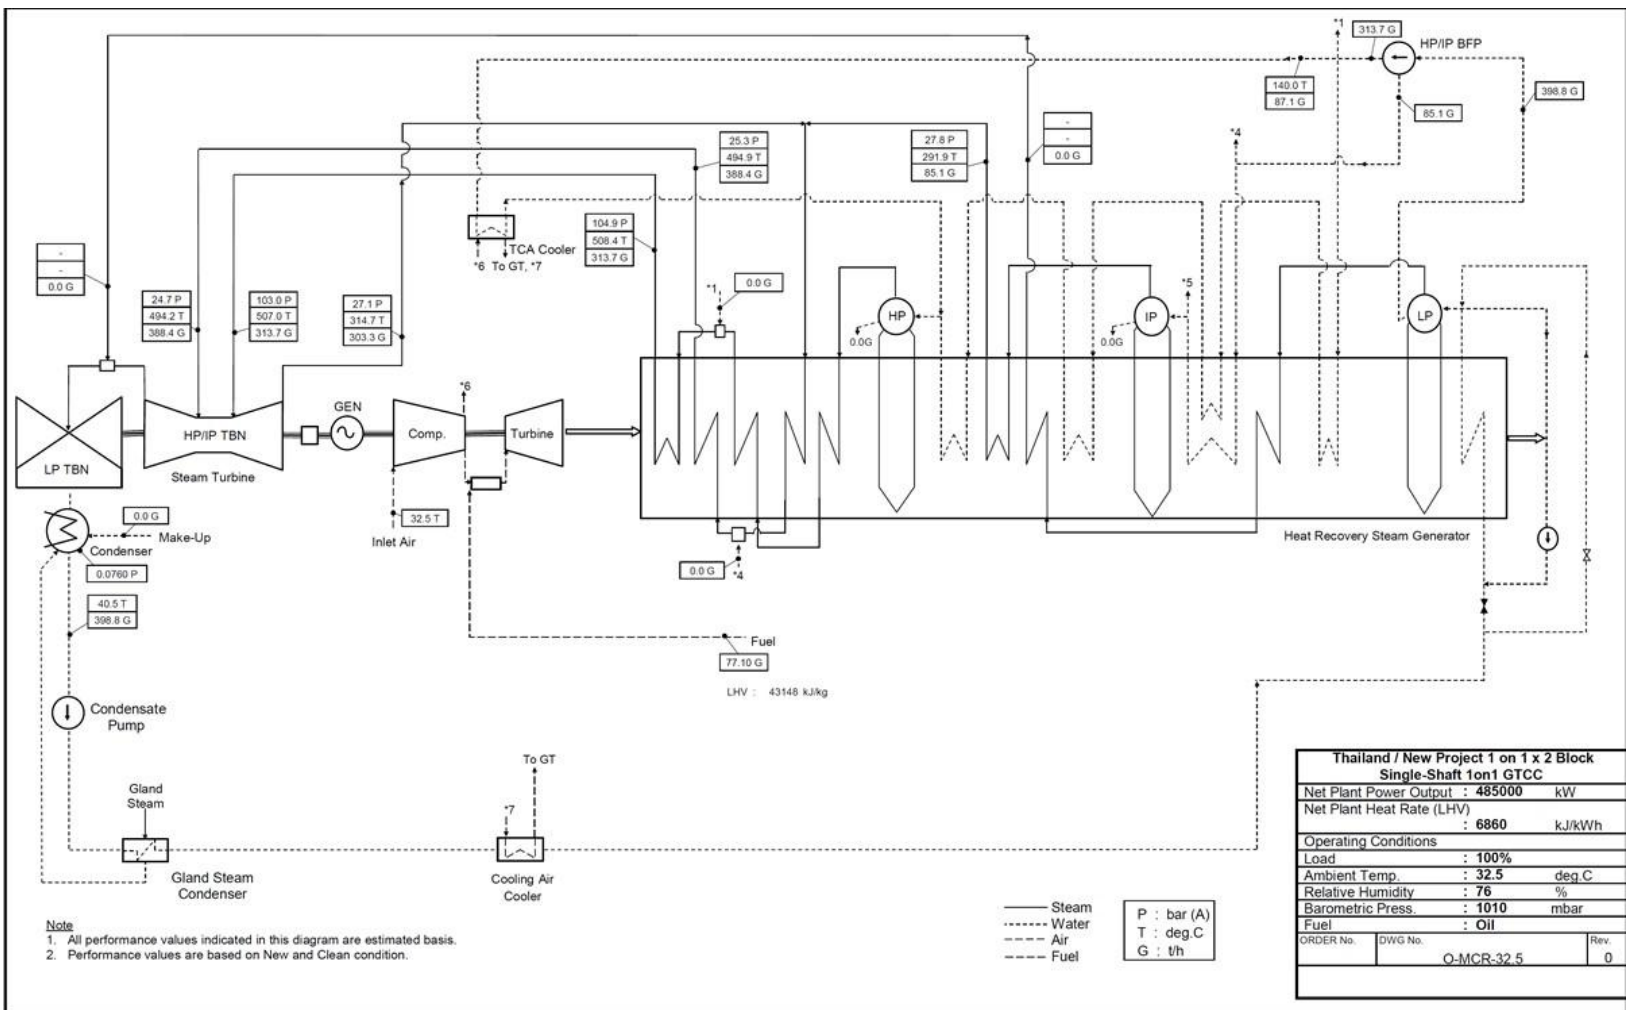 *1
313.7 G
HP/IP BFP
140.0 T
87.1 G
85.1 G
398.8 G
*4
-
-
0.0 G
25.3 P
494.9 T
388.4 G
27.8 P
291.9 T
85.1 G
-
-
0.0 G
TCA Cooler
*6 To GT, *7
104.9 P
508.4 T
313.7 G
24.7 P
494.2 T
388.4 G
103.0 P
507.0 T
313.7 G
27.1 P
314.7 T
303.3 G
*1
0.0 G
HP
0.0G
IP
0.0G
*5
LP
*6
GEN
HP/IP TBN
Comp.
Turbine
LP TBN
Steam Turbine
0.0 G
Make-Up
Condenser
0.0760 P
32.5 T
Inlet Air
Heat Recovery Steam Generator
0.0 G
*4
40.5 T
398.8 G
Fuel
77.10 G
LHV : 43148 kJ/kg
Condensate
Pump
To GT
Gland
Steam
*7
Gland Steam
Condenser
Cooling Air
Cooler
Note
1. All performance values indicated in this diagram are estimated basis.
2. Performance values are based on New and Clean condition.
Steam
Water
Air
Fuel
P : bar (A)
T : deg.C
G : t/h
Thailand / New Project 1 on 1 x 2 Block
Single-Shaft 1on1 GTCC
Net Plant Power Output : 485000 kW
Net Plant Heat Rate (LHV)
: 6860 kJ/kWh
Operating Conditions
Load : 100%
Ambient Temp. : 32.5 deg.C
Relative Humidity : 76 %
Barometric Press. : 1010 mbar
Fuel : Oil
ORDER No. DWG No. Rev.
O-MCR-32.5 0